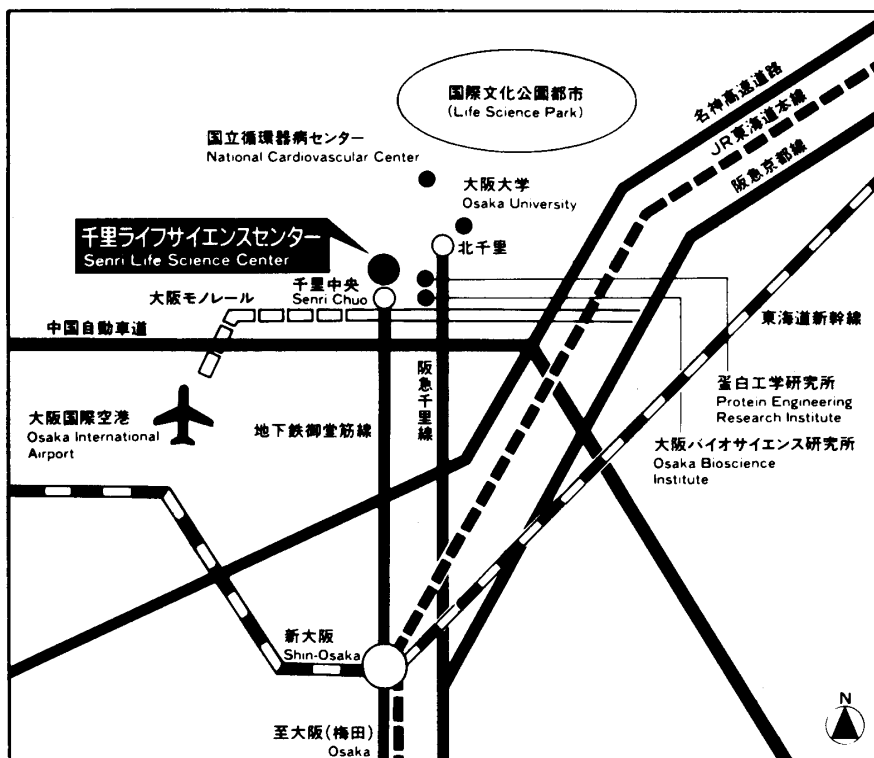 国際文化公園都市
(Life Science Park)
名神高速道路
JR東海道本線
阪急京都線
国立循環器病センター
National Cardiovascular Center
大阪大学
Osaka University
千里ライフサイエンスセンター
Senri Life Science Center
北千里
千里中央
Senri Chuo
大阪モノレール
中国自動車道
東海道新幹線
阪急千里線
蛋白工学研究所
Protein Engineering
Research Institute
大阪国際空港
Osaka International
Airport
地下鉄御堂筋線
大阪バイオサイエンス研究所
Osaka Bioscience
Institute
新大阪
Shin-Osaka
至大阪(梅田)
Osaka
N